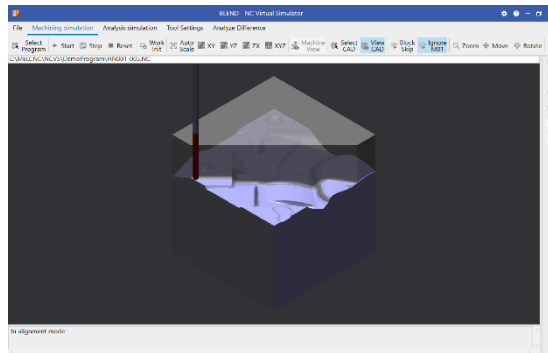 BLEND - NC Virtual Simulator
File Machining simulation Analysis simulation Tool Settings Analyze Difference
Select Program Start Step Reset Work Init Auto Scale XY YZ ZX XYZ Machine View Select CAD View CAD Block Skip Ignore M01 Zoom Move Rotate
In alignment mode